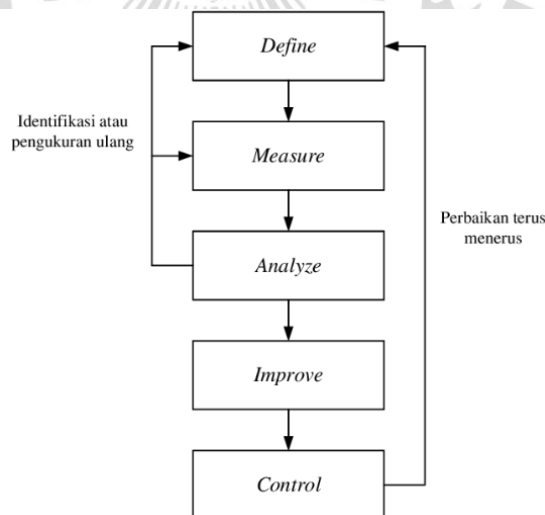 Define
Identifikasi atau
pengukuran ulang
Measure
Perbaikan terus
menerus
Analyze
Improve
Control